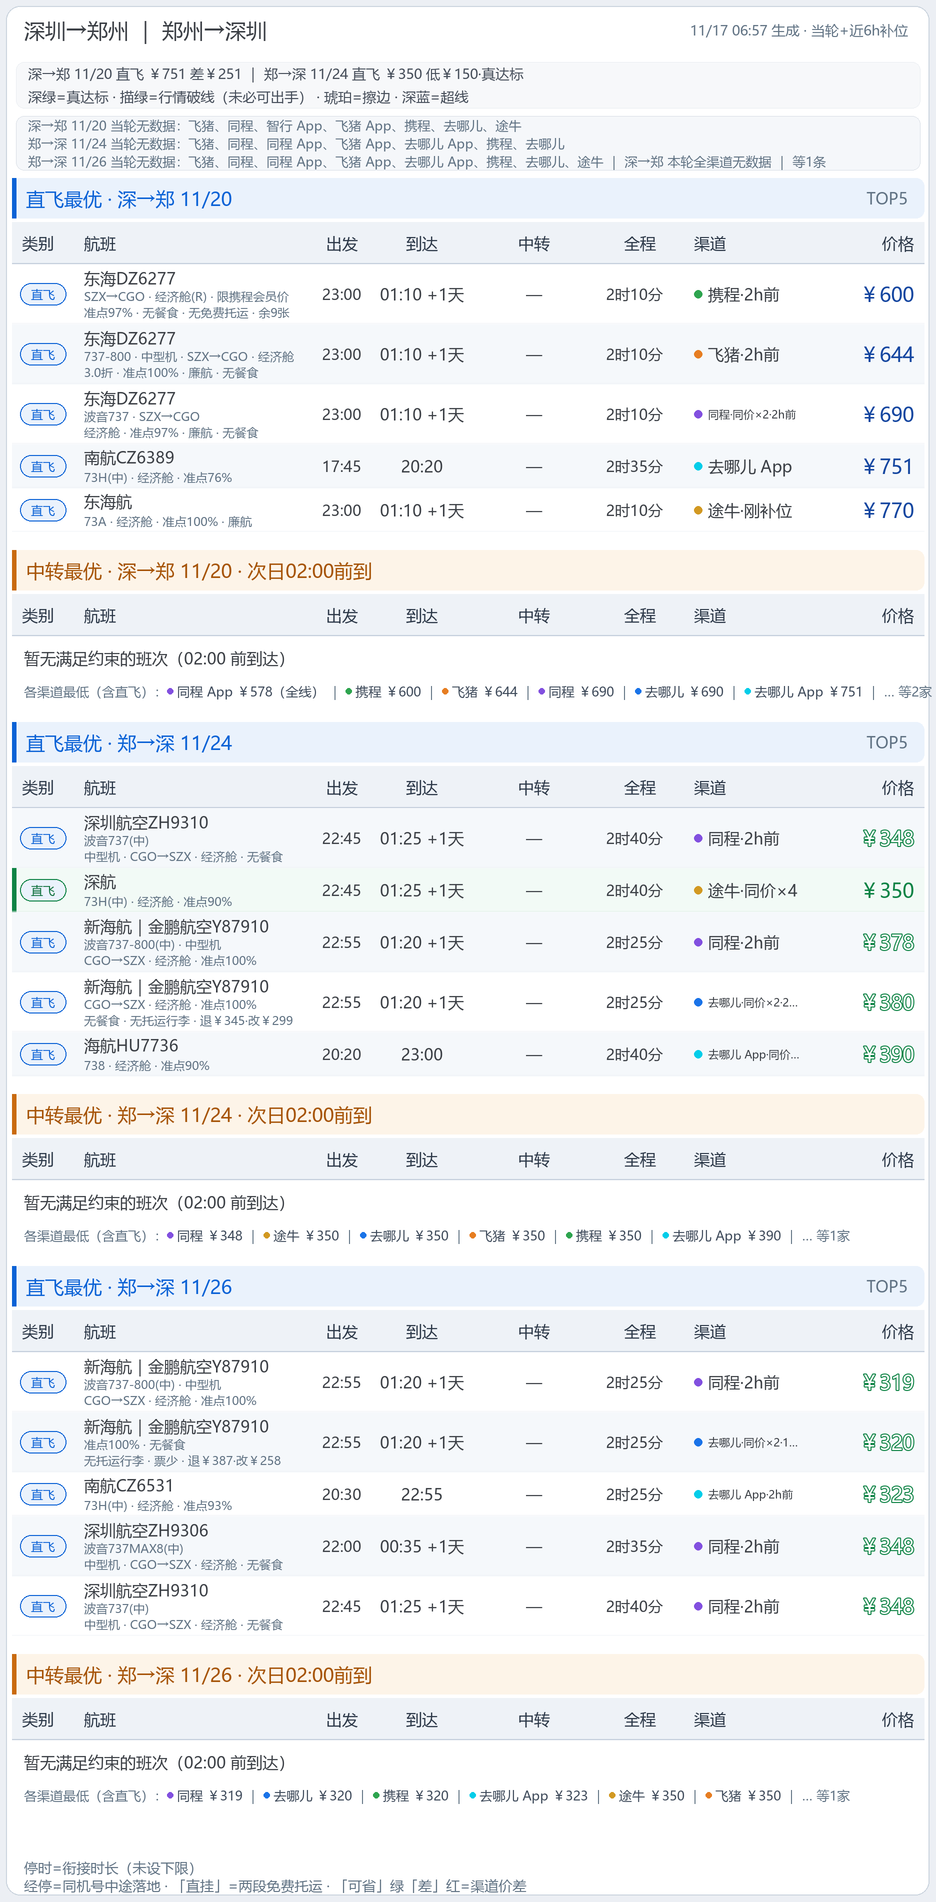 深圳→郑州 | 郑州→深圳
11/17 06:57 生成 · 当轮+近6h补位
深→郑 11/20 直飞 ¥751 差¥251 | 郑→深 11/24 直飞 ¥350 低¥150·真达标
深绿=真达标 · 描绿=行情破线（未必可出手） · 琥珀=擦边 · 深蓝=超线
深→郑 11/20 当轮无数据：飞猪、同程、智行 App、飞猪 App、携程、去哪儿、途牛
郑→深 11/24 当轮无数据：飞猪、同程、同程 App、飞猪 App、去哪儿 App、携程、去哪儿
郑→深 11/26 当轮无数据：飞猪、同程、同程 App、飞猪 App、去哪儿 App、携程、去哪儿、途牛 | 深→郑 本轮全渠道无数据 | 等1条
直飞最优 · 深→郑 11/20 TOP5
类别 航班 出发 到达 中转 全程 渠道 价格
东海DZ6277
直飞 SZX→CGO · 经济舱(R) · 限携程会员价 23:00 01:10 +1天 — 2时10分 携程·2h前 ¥600
准点97% · 无餐食 · 无免费托运 · 余9张
东海DZ6277
直飞 737-800 · 中型机 · SZX→CGO · 经济舱 23:00 01:10 +1天 — 2时10分 飞猪·2h前 ¥644
3.0折 · 准点100% · 廉航 · 无餐食
东海DZ6277
直飞 波音737 · SZX→CGO 23:00 01:10 +1天 — 2时10分 同程·同价×2·2h前 ¥690
经济舱 · 准点97% · 廉航 · 无餐食
南航CZ6389
直飞 73H(中) · 经济舱 · 准点76% 17:45 20:20 — 2时35分 去哪儿 App ¥751
东海航
直飞 73A · 经济舱 · 准点100% · 廉航 23:00 01:10 +1天 — 2时10分 途牛·刚补位 ¥770
中转最优 · 深→郑 11/20 · 次日02:00前到
类别 航班 出发 到达 中转 全程 渠道 价格
暂无满足约束的班次（02:00 前到达）
各渠道最低（含直飞）： 同程 App ¥578（全线） | 携程 ¥600 | 飞猪 ¥644 | 同程 ¥690 | 去哪儿 ¥690 | 去哪儿 App ¥751 | … 等2家
直飞最优 · 郑→深 11/24 TOP5
类别 航班 出发 到达 中转 全程 渠道 价格
深圳航空ZH9310
直飞 波音737(中) 22:45 01:25 +1天 — 2时40分 同程·2h前 ¥348
中型机 · CGO→SZX · 经济舱 · 无餐食
深航
直飞 73H(中) · 经济舱 · 准点90% 22:45 01:25 +1天 — 2时40分 途牛·同价×4 ¥350
新海航 | 金鹏航空Y87910
直飞 波音737-800(中) · 中型机 22:55 01:20 +1天 — 2时25分 同程·2h前 ¥378
CGO→SZX · 经济舱 · 准点100%
新海航 | 金鹏航空Y87910
直飞 CGO→SZX · 经济舱 · 准点100% 22:55 01:20 +1天 — 2时25分 去哪儿·同价×2·2… ¥380
无餐食 · 无托运行李 · 退¥345·改¥299
海航HU7736
直飞 738 · 经济舱 · 准点90% 20:20 23:00 — 2时40分 去哪儿 App·同价… ¥390
中转最优 · 郑→深 11/24 · 次日02:00前到
类别 航班 出发 到达 中转 全程 渠道 价格
暂无满足约束的班次（02:00 前到达）
各渠道最低（含直飞）： 同程 ¥348 | 途牛 ¥350 | 去哪儿 ¥350 | 飞猪 ¥350 | 携程 ¥350 | 去哪儿 App ¥390 | … 等1家
直飞最优 · 郑→深 11/26 TOP5
类别 航班 出发 到达 中转 全程 渠道 价格
新海航 | 金鹏航空Y87910
直飞 波音737-800(中) · 中型机 22:55 01:20 +1天 — 2时25分 同程·2h前 ¥319
CGO→SZX · 经济舱 · 准点100%
新海航 | 金鹏航空Y87910
直飞 准点100% · 无餐食 22:55 01:20 +1天 — 2时25分 去哪儿·同价×2·1… ¥320
无托运行李 · 票少 · 退¥387·改¥258
南航CZ6531
直飞 73H(中) · 经济舱 · 准点93% 20:30 22:55 — 2时25分 去哪儿 App·2h前 ¥323
深圳航空ZH9306
直飞 波音737MAX8(中) 22:00 00:35 +1天 — 2时35分 同程·2h前 ¥348
中型机 · CGO→SZX · 经济舱 · 无餐食
深圳航空ZH9310
直飞 波音737(中) 22:45 01:25 +1天 — 2时40分 同程·2h前 ¥348
中型机 · CGO→SZX · 经济舱 · 无餐食
中转最优 · 郑→深 11/26 · 次日02:00前到
类别 航班 出发 到达 中转 全程 渠道 价格
暂无满足约束的班次（02:00 前到达）
各渠道最低（含直飞）： 同程 ¥319 | 去哪儿 ¥320 | 携程 ¥320 | 去哪儿 App ¥323 | 途牛 ¥350 | 飞猪 ¥350 | … 等1家
停时=衔接时长（未设下限）
经停=同机号中途落地 · 「直挂」=两段免费托运 · 「可省」绿「差」红=渠道价差